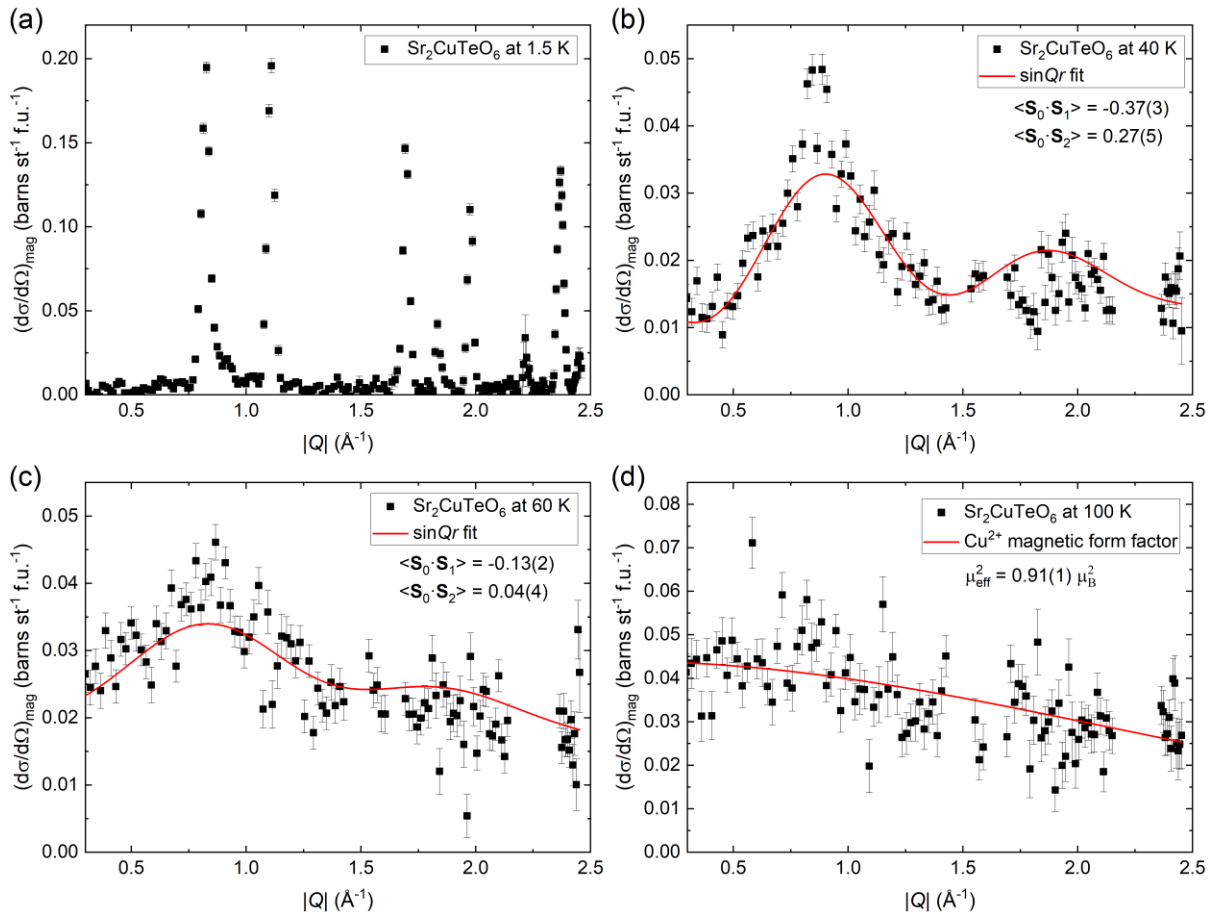 (a)
Sr₂CuTeO₆ at 1.5 K
(dσ/dΩ)mag (barns st⁻¹ f.u.⁻¹)
0.20
0.15
0.10
0.05
0.00
0.5 1.0 1.5 2.0 2.5
|Q| (Å⁻¹)
(b)
Sr₂CuTeO₆ at 40 K
sinQr fit
<S₀·S₁> = -0.37(3)
<S₀·S₂> = 0.27(5)
(dσ/dΩ)mag (barns st⁻¹ f.u.⁻¹)
0.05
0.04
0.03
0.02
0.01
0.00
0.5 1.0 1.5 2.0 2.5
|Q| (Å⁻¹)
(c)
Sr₂CuTeO₆ at 60 K
sinQr fit
<S₀·S₁> = -0.13(2)
<S₀·S₂> = 0.04(4)
(dσ/dΩ)mag (barns st⁻¹ f.u.⁻¹)
0.05
0.04
0.03
0.02
0.01
0.00
0.5 1.0 1.5 2.0 2.5
|Q| (Å⁻¹)
(d)
Sr₂CuTeO₆ at 100 K
Cu²⁺ magnetic form factor
μ²eff = 0.91(1) μ²B
(dσ/dΩ)mag (barns st⁻¹ f.u.⁻¹)
0.08
0.07
0.06
0.05
0.04
0.03
0.02
0.01
0.00
0.5 1.0 1.5 2.0 2.5
|Q| (Å⁻¹)